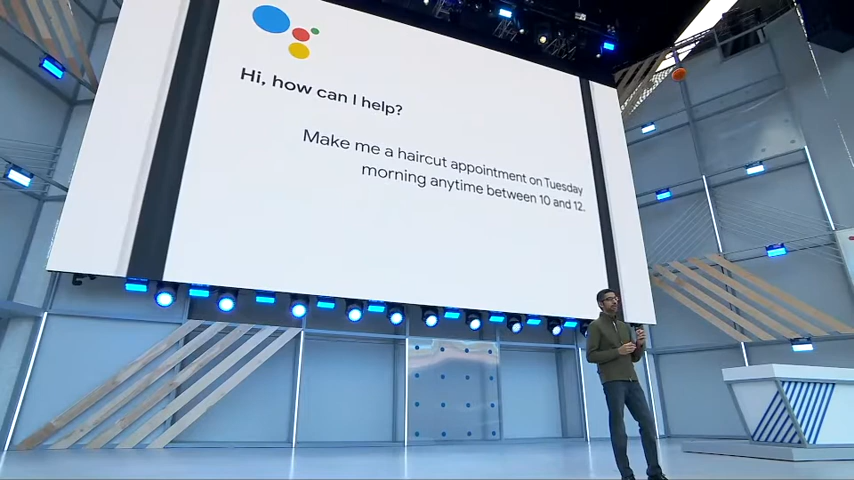 Hi, how can I help?
Make me a haircut appointment on Tuesday
morning anytime between 10 and 12.